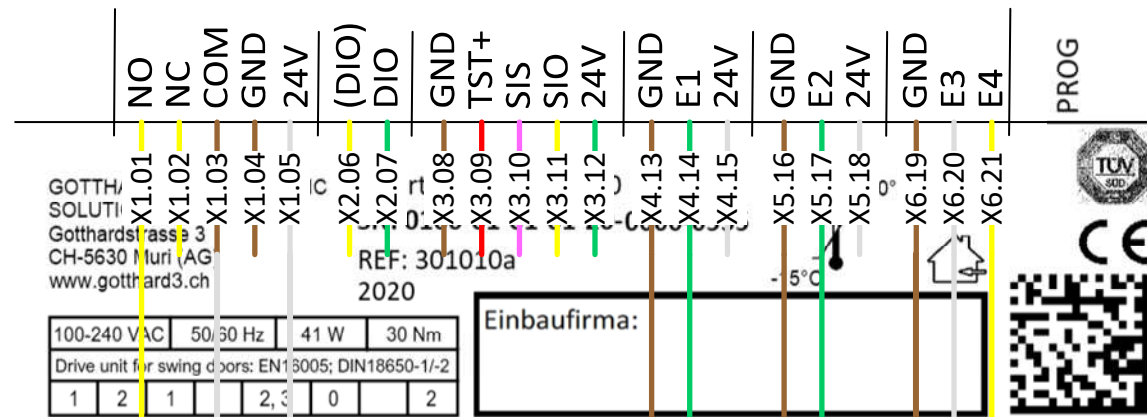 NO NC COM GND 24V (DIO) DIO GND TST+ SIS SIO 24V GND E1 24V GND E2 24V GND E3 E4 PROG
X1.01 X1.02 X1.03 X1.04 X1.05 X2.06 X2.07 X3.08 X3.09 X3.10 X3.11 X3.12 X4.13 X4.14 X4.15 X5.16 X5.17 X5.18 X6.19 X6.20 X6.21
TÜV
SÜD
Gotthardstrasse 3
CH-5630 Muri (AG)
www.gotthard3.ch
REF: 301010a
2020
-15°C
CE
Einbaufirma:
100-240 VAC 50/60 Hz 41 W 30 Nm
Drive unit for swing doors: EN16005; DIN18650-1/-2
1 2 1 2, 3 0 2